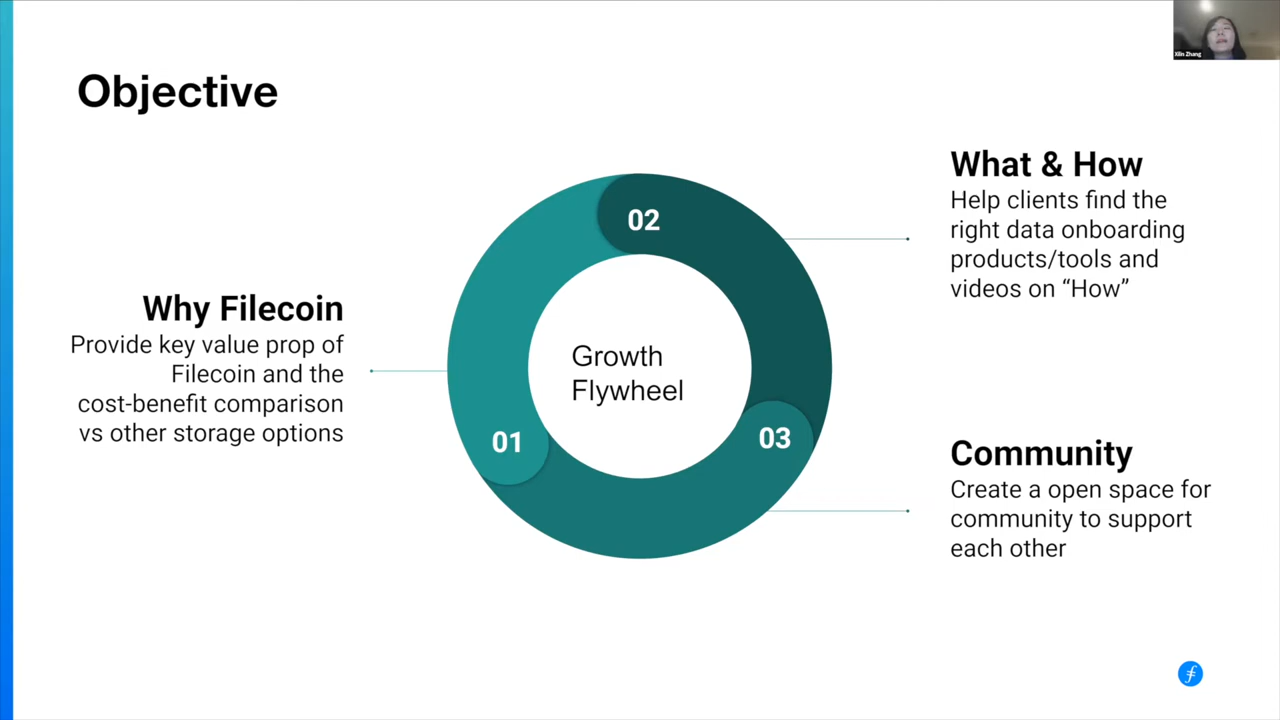 Objective
Xilin Zhang
Why Filecoin
Provide key value prop of
Filecoin and the
cost-benefit comparison
vs other storage options
01
02
03
Growth
Flywheel
What & How
Help clients find the
right data onboarding
products/tools and
videos on “How”
Community
Create a open space for
community to support
each other